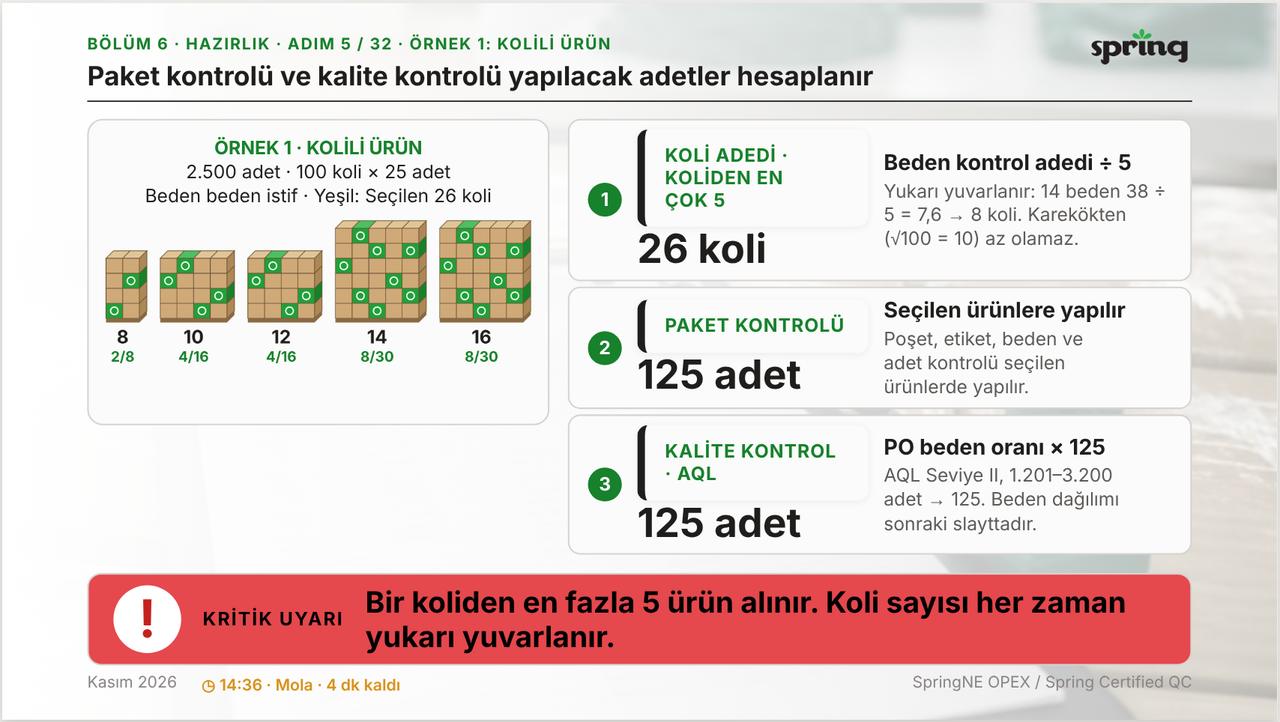 BÖLÜM 6 · HAZIRLIK · ADIM 5 / 32 · ÖRNEK 1: KOLİLİ ÜRÜN
spring
Paket kontrolü ve kalite kontrolü yapılacak adetler hesaplanır
ÖRNEK 1 · KOLİLİ ÜRÜN
2.500 adet · 100 koli × 25 adet
Beden beden istif · Yeşil: Seçilen 26 koli
8 10 12 14 16
2/8 4/16 4/16 8/30 8/30
1
KOLİ ADEDİ ·
KOLİDEN EN
ÇOK 5
26 koli
Beden kontrol adedi ÷ 5
Yukarı yuvarlanır: 14 beden 38 ÷
5 = 7,6 → 8 koli. Karekökten
(√100 = 10) az olamaz.
2
PAKET KONTROLÜ
125 adet
Seçilen ürünlere yapılır
Poşet, etiket, beden ve
adet kontrolü seçilen
ürünlerde yapılır.
3
KALİTE KONTROL
· AQL
125 adet
PO beden oranı × 125
AQL Seviye II, 1.201–3.200
adet → 125. Beden dağılımı
sonraki slayttadır.
!
KRİTİK UYARI
Bir koliden en fazla 5 ürün alınır. Koli sayısı her zaman
yukarı yuvarlanır.
Kasım 2026
14:36 · Mola · 4 dk kaldı
SpringNE OPEX / Spring Certified QC